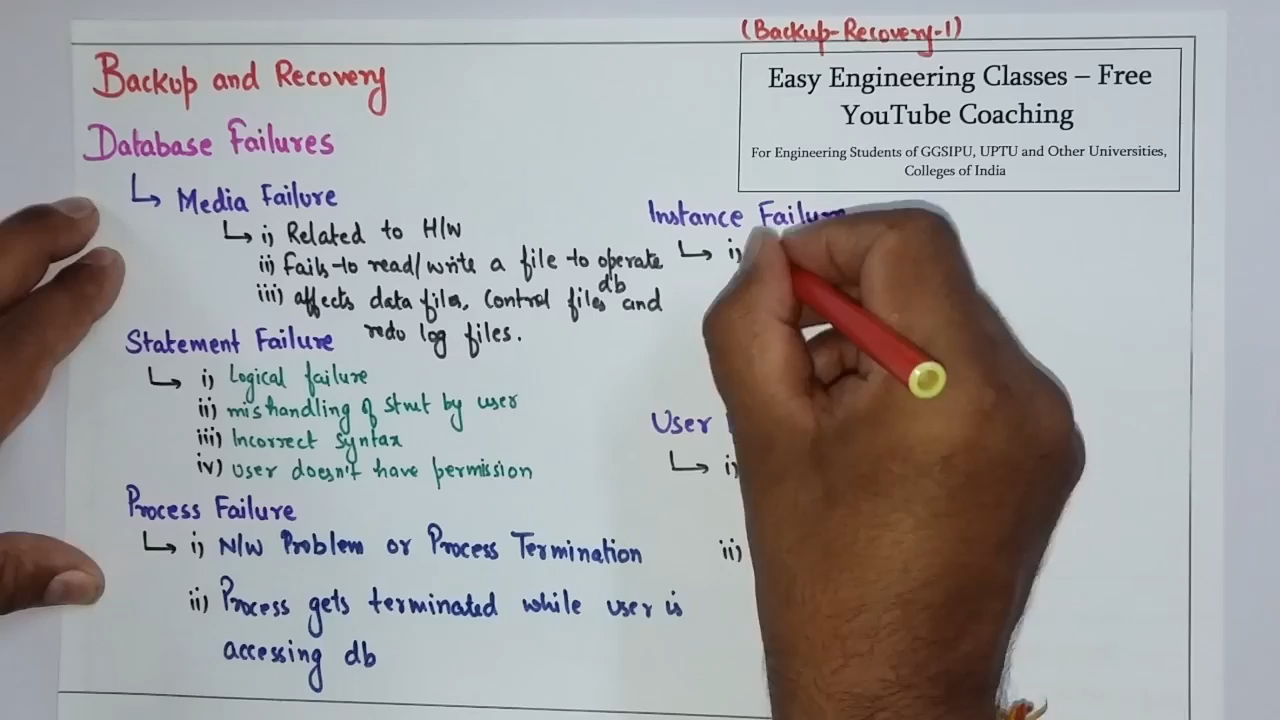 (Backup-Recovery-1)
Easy Engineering Classes – Free
YouTube Coaching
For Engineering Students of GGSIPU, UPTU and Other Universities,
Colleges of India
Backup and Recovery
Database Failures
↳ Media Failure
↳ i) Related to H/W
ii) fails to read/write a file to operate
db
iii) affects data files, control files and
redo log files.
Statement Failure
↳ i) Logical failure
ii) mishandling of stmt by user
iii) Incorrect syntax
iv) User doesn't have permission
Process Failure
↳ i) N/W Problem or Process Termination
ii) Process gets terminated while user is
accessing db
Instance Failure
↳ i)
User
↳ i)
ii)